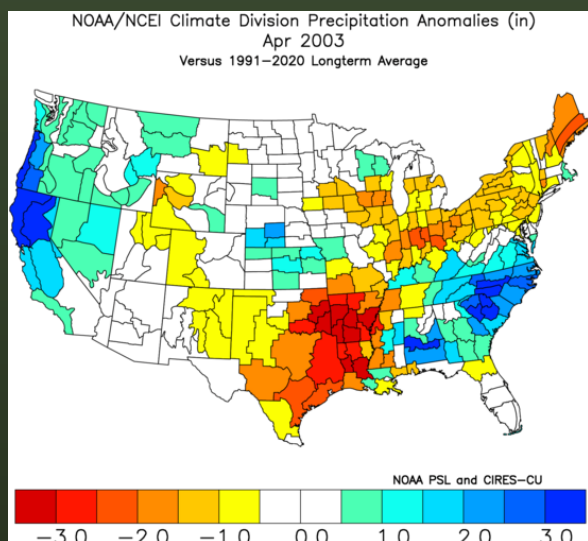 NOAA/NCEI Climate Division Precipitation Anomalies (in)
Apr 2003
Versus 1991-2020 Longterm Average
NOAA PSL and CIRES-CU
-3.0 -2.0 -1.0 0.0 1.0 2.0 3.0